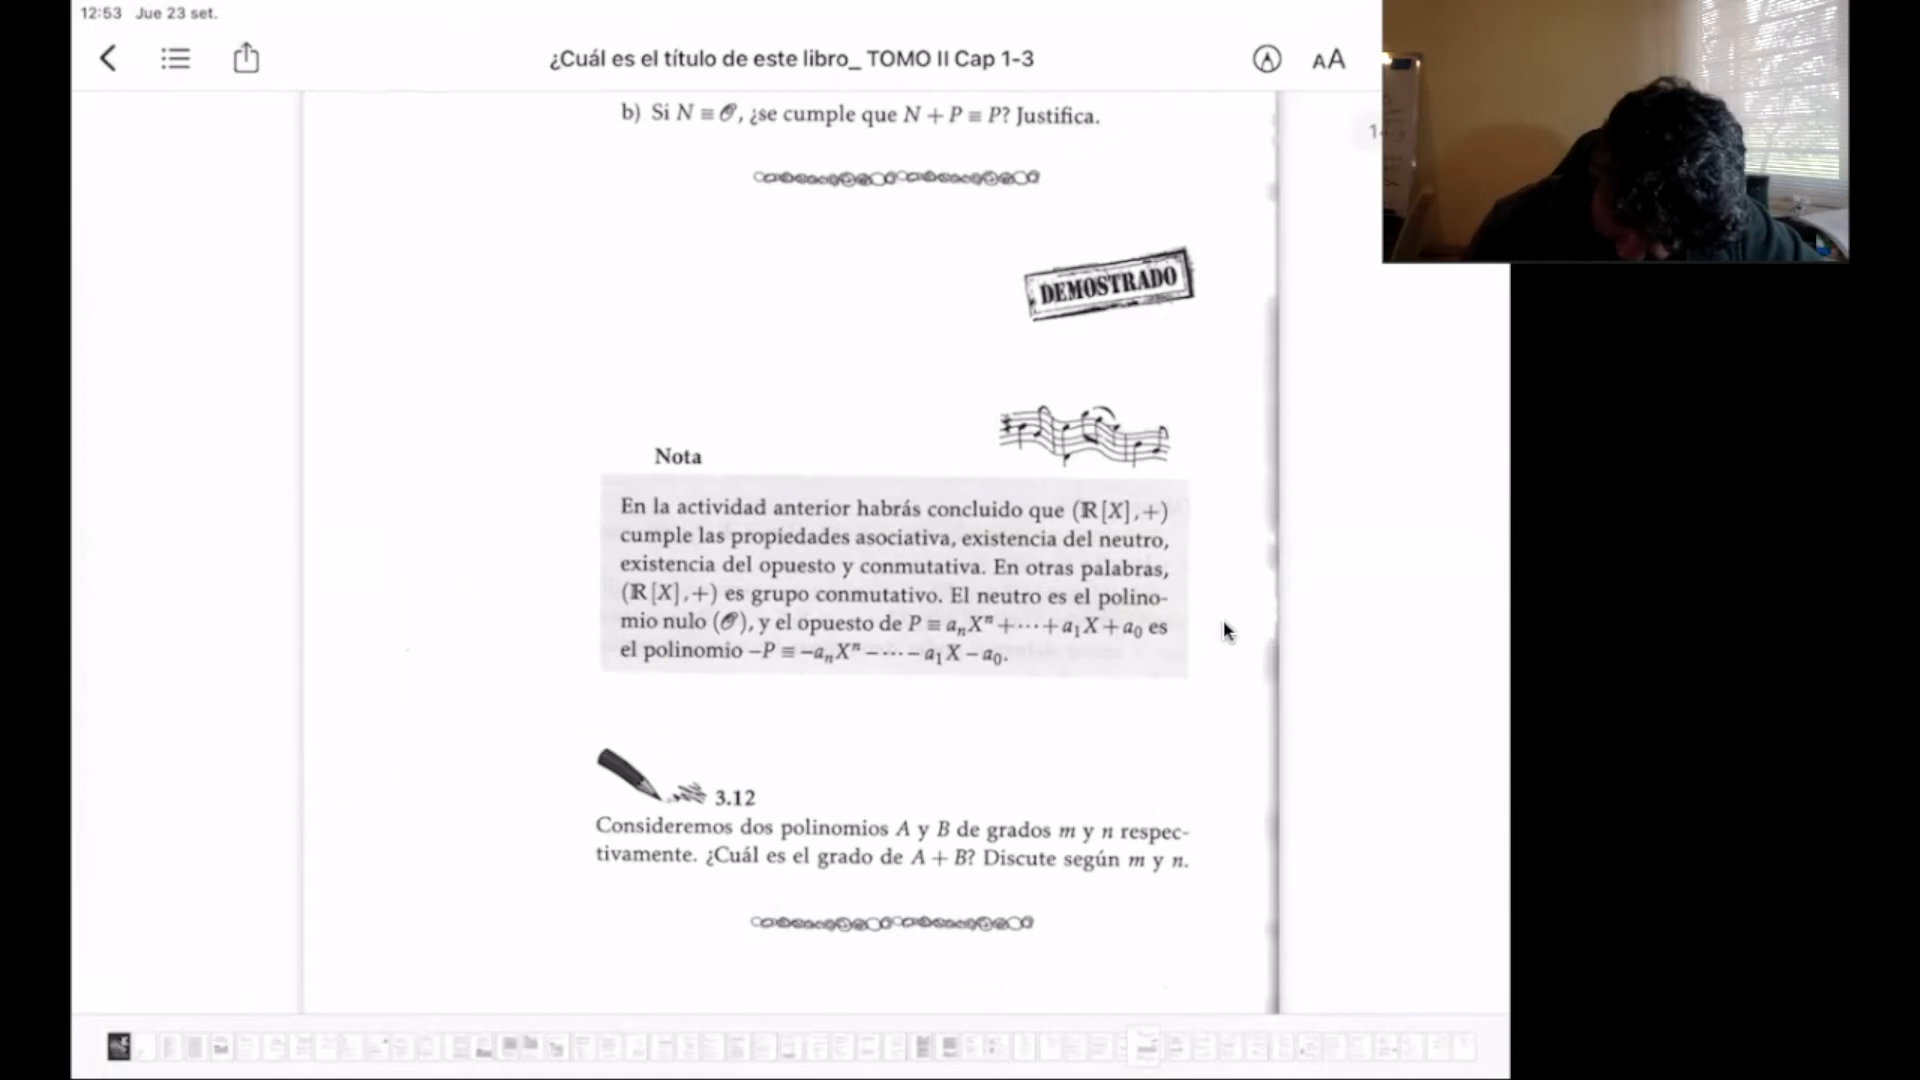 12:53 Jue 23 set.
¿Cuál es el título de este libro_ TOMO II Cap 1-3
AA
b) Si N ≡ 𝒪, ¿se cumple que N + P ≡ P? Justifica.
DEMOSTRADO
Nota
En la actividad anterior habrás concluido que (ℝ[X],+)
cumple las propiedades asociativa, existencia del neutro,
existencia del opuesto y conmutativa. En otras palabras,
(ℝ[X],+) es grupo conmutativo. El neutro es el polino-
mio nulo (𝒪), y el opuesto de P ≡ aₙXⁿ+⋯+a₁X+a₀ es
el polinomio −P ≡ −aₙXⁿ−⋯−a₁X−a₀.
3.12
Consideremos dos polinomios A y B de grados m y n respec-
tivamente. ¿Cuál es el grado de A + B? Discute según m y n.